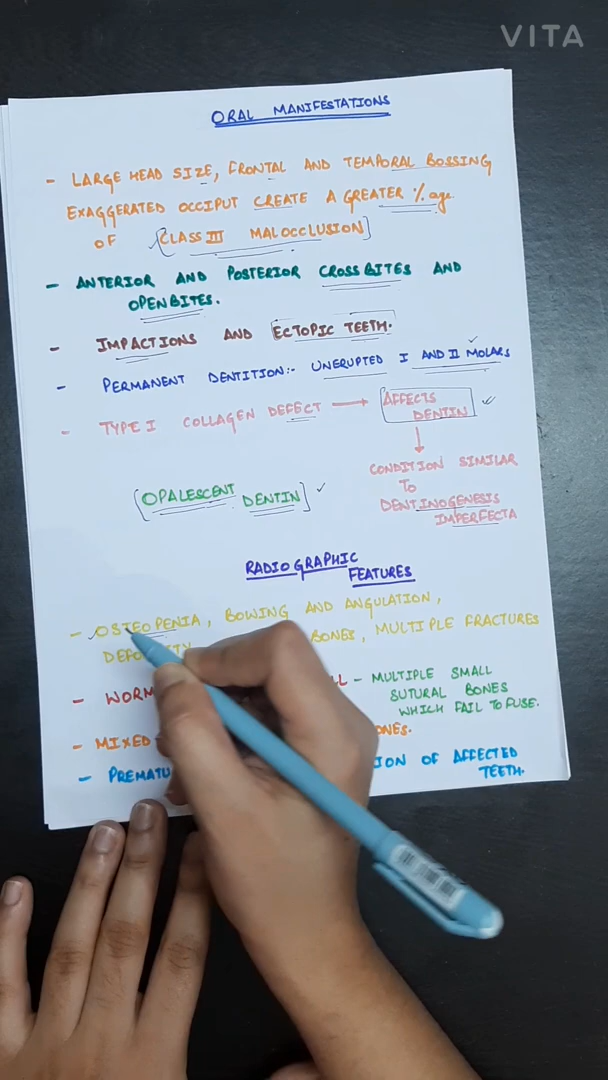 VITA
ORAL MANIFESTATIONS
- LARGE HEAD SIZE, FRONTAL AND TEMPORAL BOSSING
EXAGGERATED OCCIPUT CREATE A GREATER % age
OF [CLASS III MALOCCLUSION]
- ANTERIOR AND POSTERIOR CROSSBITES AND
OPENBITES.
- IMPACTIONS AND ECTOPIC TEETH.
- PERMANENT DENTITION:- UNERUPTED I AND II MOLARS
- TYPE I COLLAGEN DEFECT → AFFECTS
DENTIN
↓
CONDITION SIMILAR
TO
DENTINOGENESIS
IMPERFECTA
[OPALESCENT DENTIN]
RADIOGRAPHIC
FEATURES
- OSTEOPENIA, BOWING AND ANGULATION,
BONES, MULTIPLE FRACTURES
- MULTIPLE SMALL
SUTURAL BONES
WHICH FAIL TO FUSE.
- MIXED
- OF AFFECTED
TEETH.